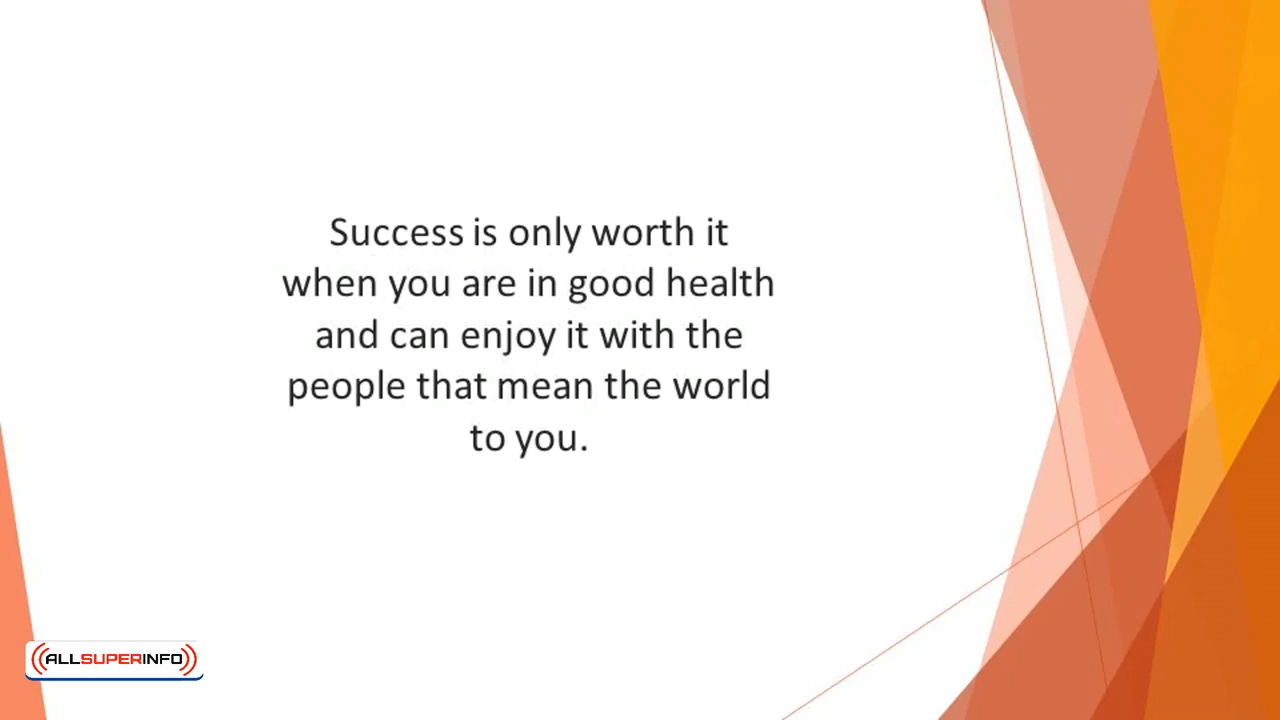 Success is only worth it
when you are in good health
and can enjoy it with the
people that mean the world
to you.
ALLSUPERINFO